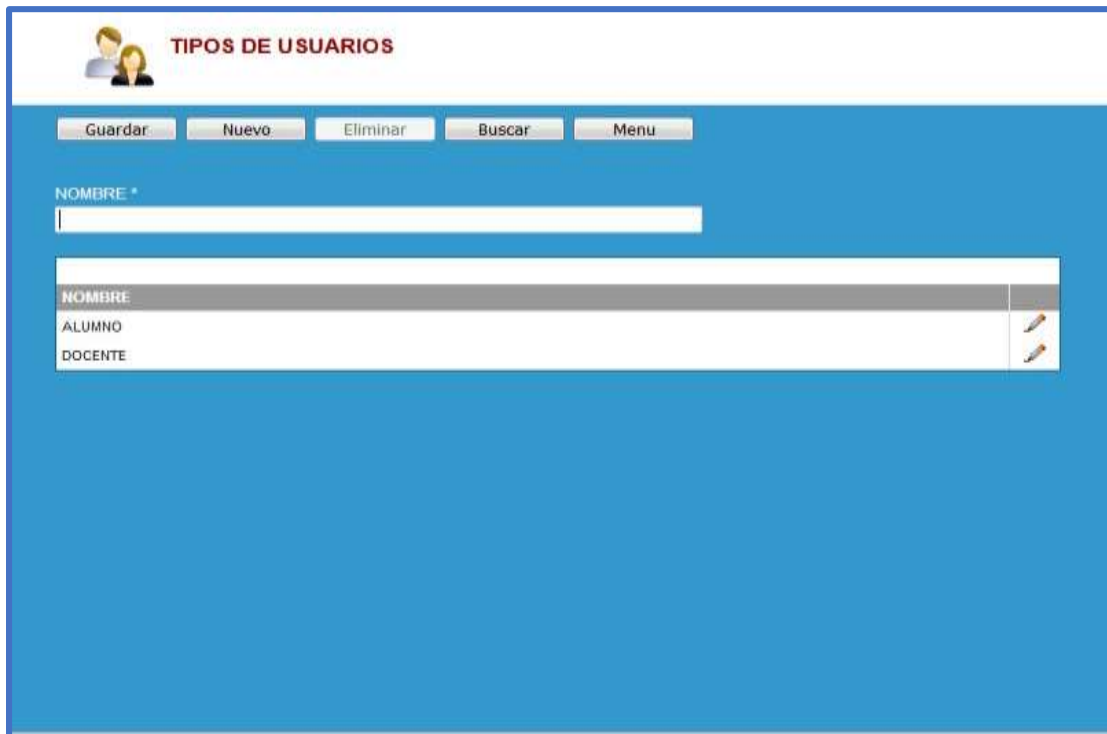 TIPOS DE USUARIOS
Guardar Nuevo Eliminar Buscar Menu
NOMBRE *
NOMBRE
ALUMNO
DOCENTE